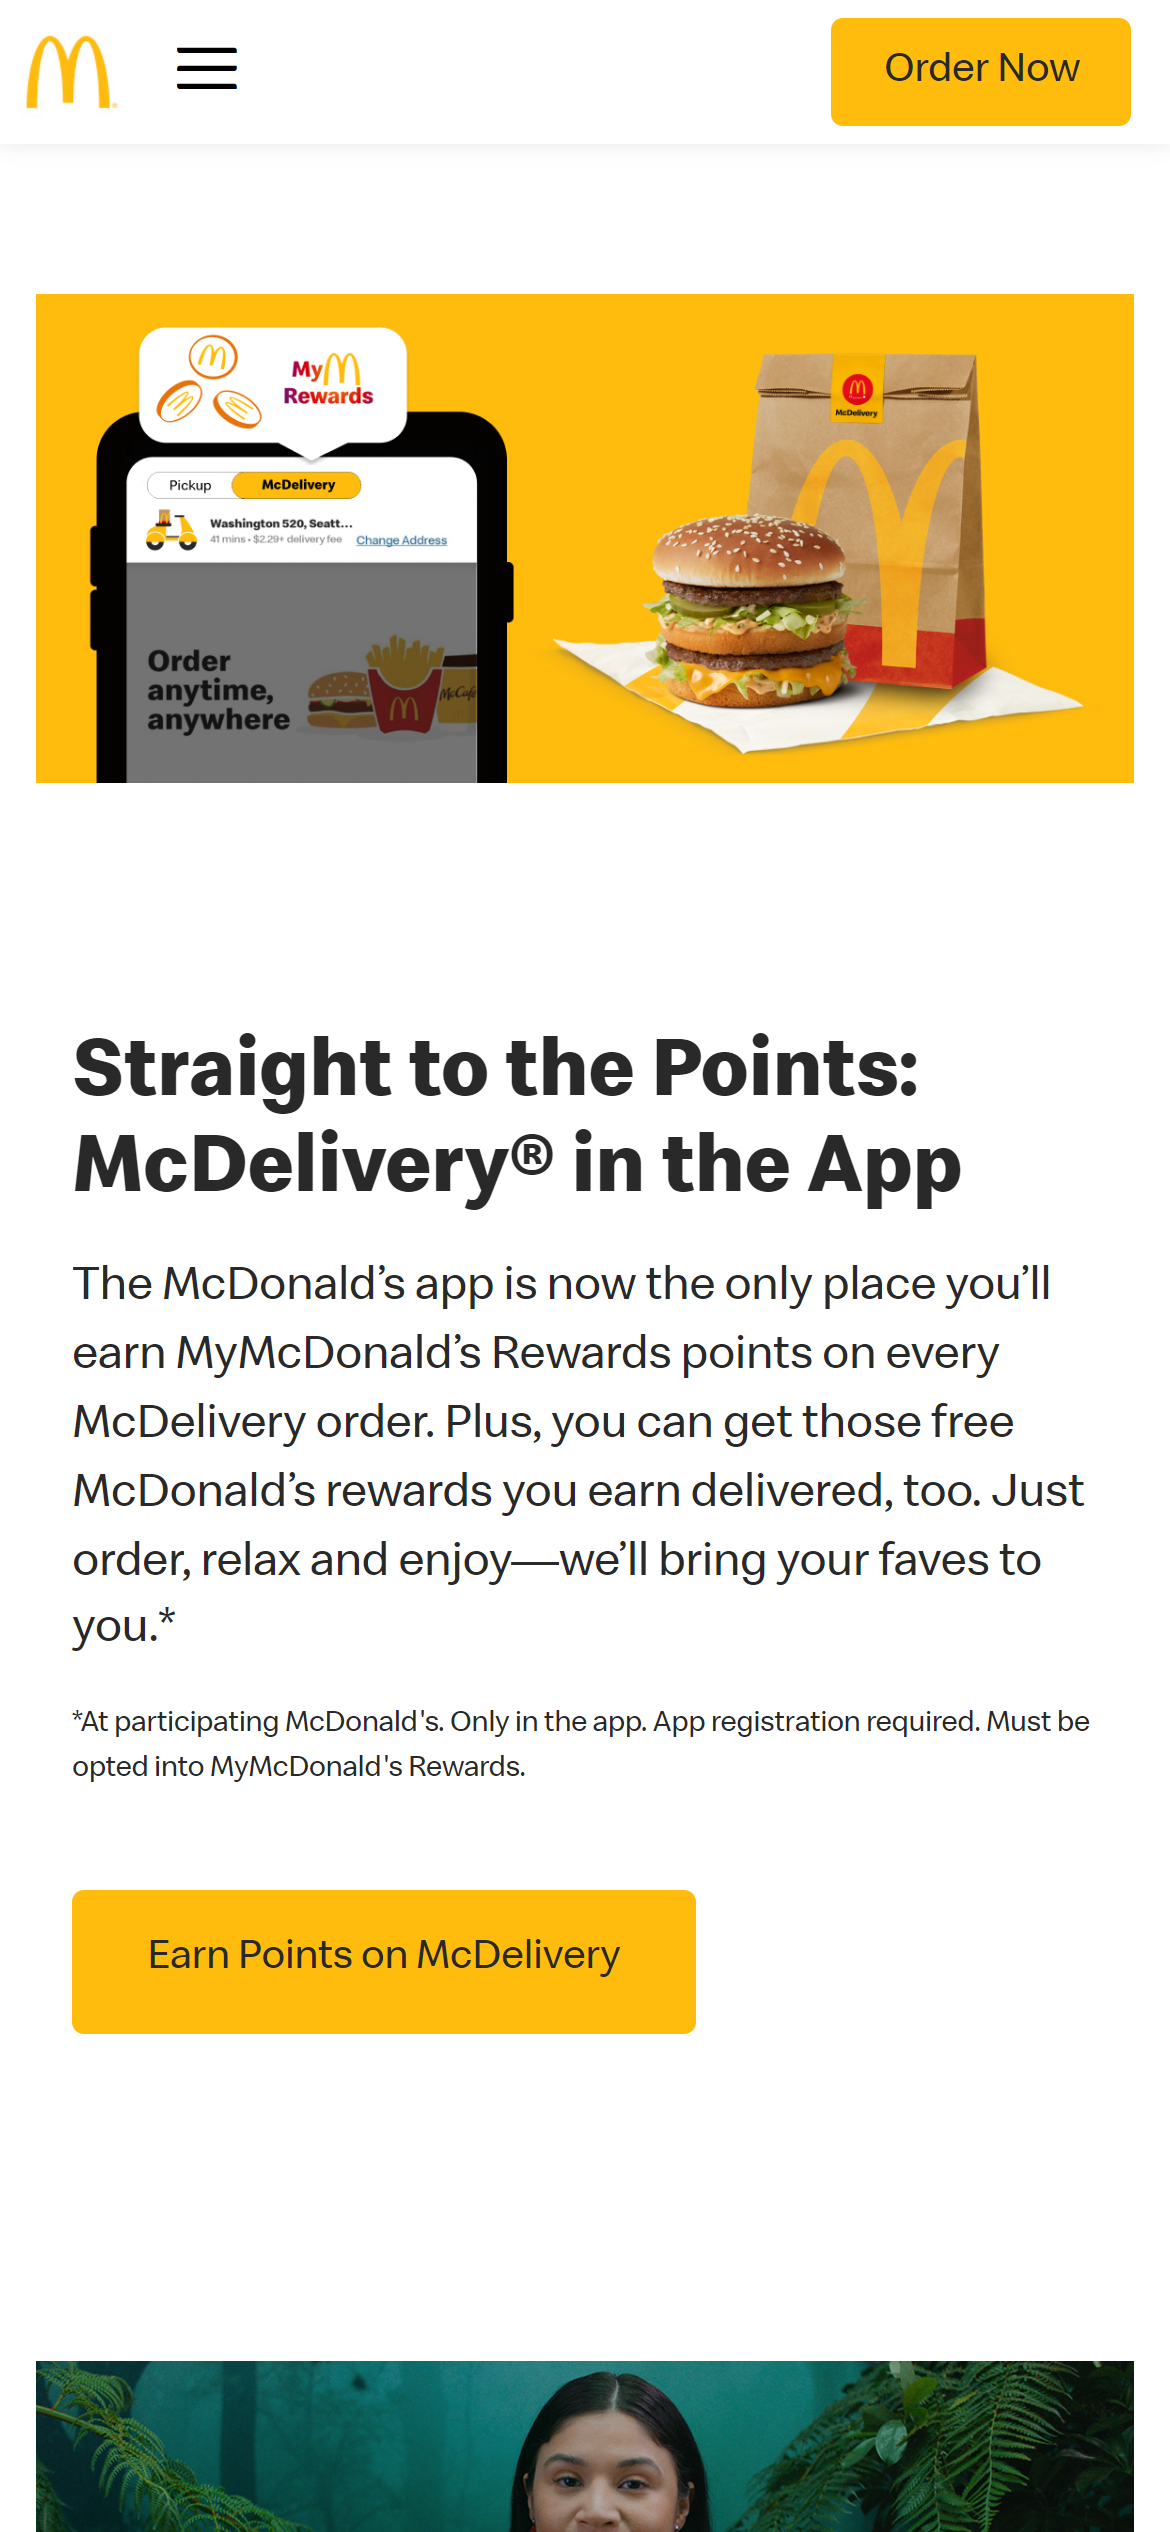 Order Now
My
Rewards
Pickup
McDelivery
Washington 520, Seatt...
41 mins • $2.29+ delivery fee
Change Address
Order
anytime,
anywhere
McCafé
McDelivery
Straight to the Points:
McDelivery® in the App
The McDonald’s app is now the only place you’ll
earn MyMcDonald’s Rewards points on every
McDelivery order. Plus, you can get those free
McDonald’s rewards you earn delivered, too. Just
order, relax and enjoy—we’ll bring your faves to
you.*
*At participating McDonald's. Only in the app. App registration required. Must be
opted into MyMcDonald's Rewards.
Earn Points on McDelivery